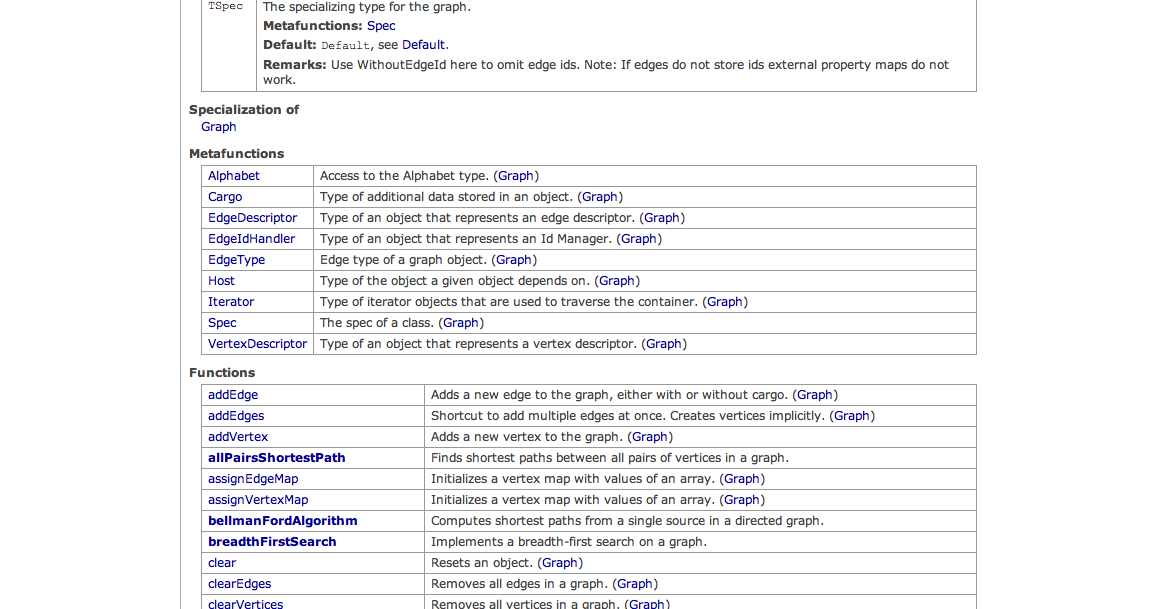 TSpec The specializing type for the graph.
Metafunctions: Spec
Default: Default, see Default.
Remarks: Use WithoutEdgeId here to omit edge ids. Note: If edges do not store ids external property maps do not
work.
Specialization of
Graph
Metafunctions
Alphabet Access to the Alphabet type. (Graph)
Cargo Type of additional data stored in an object. (Graph)
EdgeDescriptor Type of an object that represents an edge descriptor. (Graph)
EdgeIdHandler Type of an object that represents an Id Manager. (Graph)
EdgeType Edge type of a graph object. (Graph)
Host Type of the object a given object depends on. (Graph)
Iterator Type of iterator objects that are used to traverse the container. (Graph)
Spec The spec of a class. (Graph)
VertexDescriptor Type of an object that represents a vertex descriptor. (Graph)
Functions
addEdge Adds a new edge to the graph, either with or without cargo. (Graph)
addEdges Shortcut to add multiple edges at once. Creates vertices implicitly. (Graph)
addVertex Adds a new vertex to the graph. (Graph)
allPairsShortestPath Finds shortest paths between all pairs of vertices in a graph.
assignEdgeMap Initializes a vertex map with values of an array. (Graph)
assignVertexMap Initializes a vertex map with values of an array. (Graph)
bellmanFordAlgorithm Computes shortest paths from a single source in a directed graph.
breadthFirstSearch Implements a breadth-first search on a graph.
clear Resets an object. (Graph)
clearEdges Removes all edges in a graph. (Graph)
clearVertices Removes all vertices in a graph. (Graph)